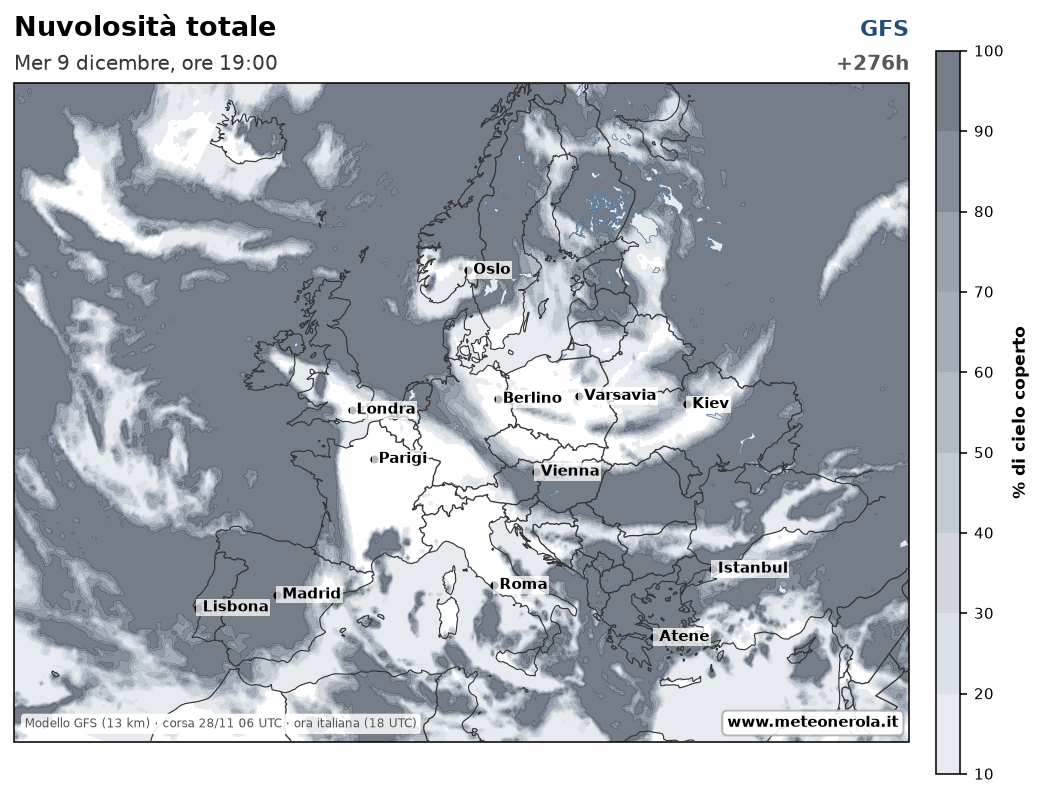 Nuvolosità totale
GFS
Mer 9 dicembre, ore 19:00
+276h
100
90
80
70
60
50
40
30
20
10
% di cielo coperto
Oslo
Berlino
Varsavia
Kiev
Londra
Parigi
Vienna
Istanbul
Roma
Madrid
Lisbona
Atene
Modello GFS (13 km) · corsa 28/11 06 UTC · ora italiana (18 UTC)
www.meteonerola.it